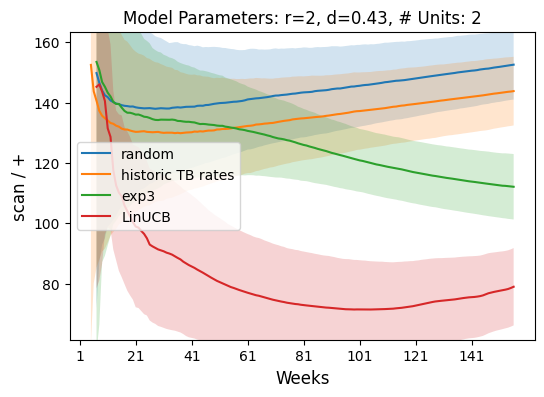 Model Parameters: r=2, d=0.43, # Units: 2
scan / +
160
140
120
100
80
random
historic TB rates
exp3
LinUCB
1 21 41 61 81 101 121 141
Weeks